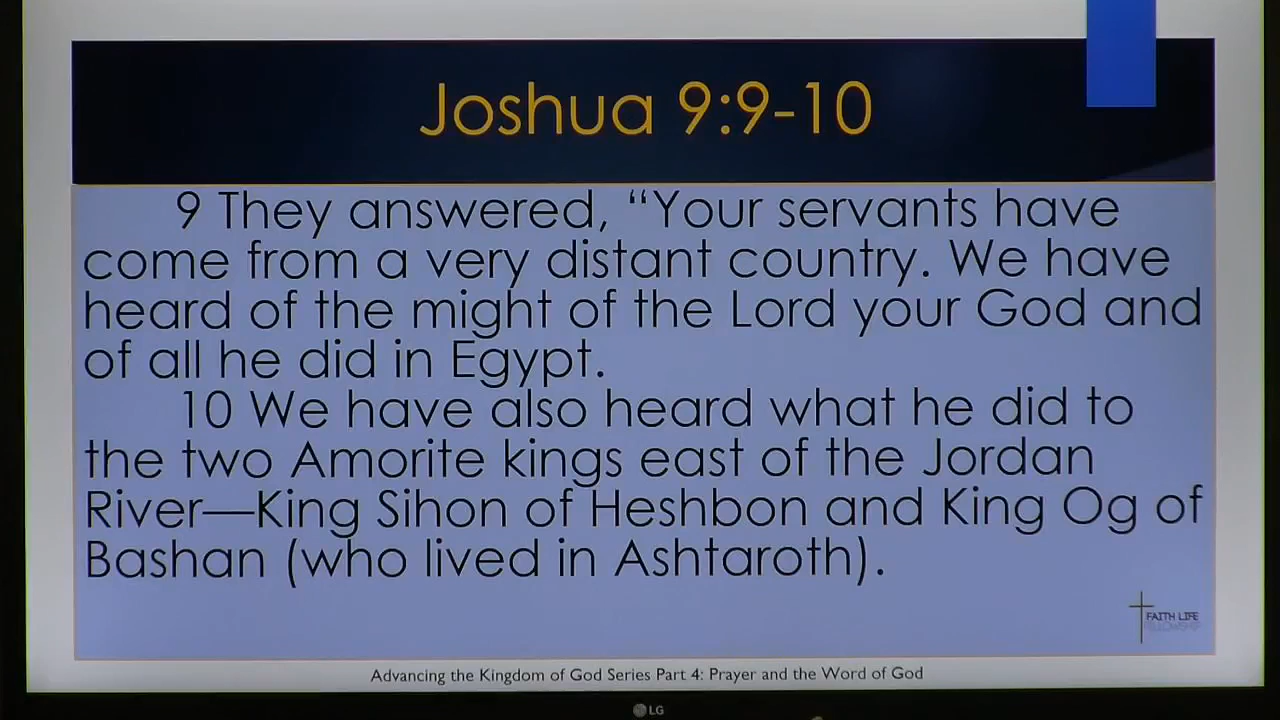 Joshua 9:9-10
9 They answered, “Your servants have
come from a very distant country. We have
heard of the might of the Lord your God and
of all he did in Egypt.
10 We have also heard what he did to
the two Amorite kings east of the Jordan
River—King Sihon of Heshbon and King Og of
Bashan (who lived in Ashtaroth).
FAITH LIFE
FELLOWSHIP
Advancing the Kingdom of God Series Part 4: Prayer and the Word of God
LG